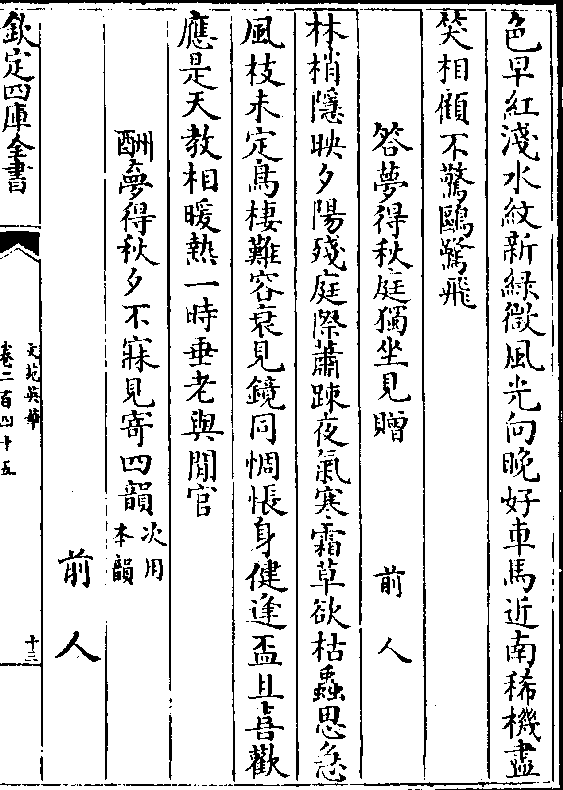 色早紅淺水紋新緑微風光向晚好車馬近南稀機盡
笑相顧不驚鷗鷺飛
答夢得秋庭獨坐見贈 前人
林梢隱映夕陽殘庭際蕭踈夜氣寒霜草欲枯蟲思急
風枝未定鳥棲難容衰見鏡同惆悵身健逢盃且喜歡
應是天教相暖熱一時垂老與閒官
酬夢得秋夕不寐見寄四韻 次用本韻
前人
欽定四庫全書
文苑英華
卷二百四十五
十三